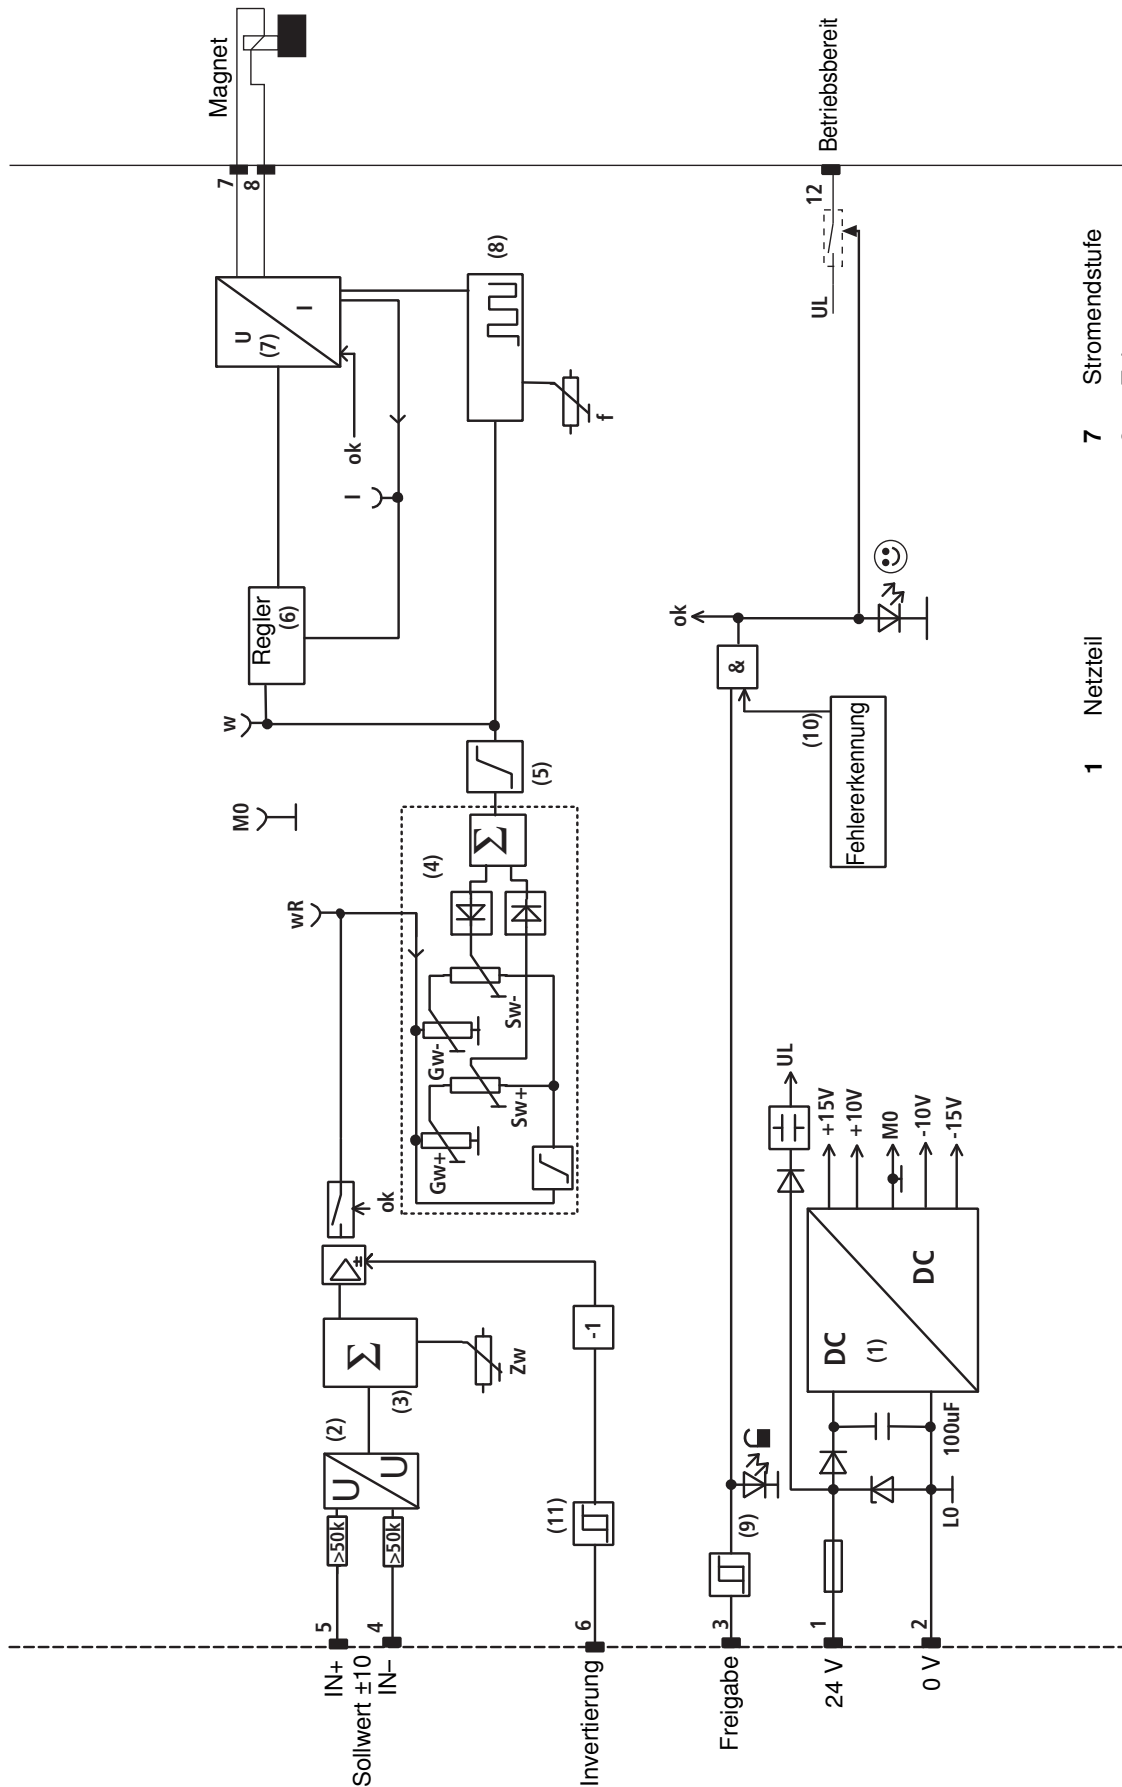 Magnet
7
8
U
(7)
I
(8)
ok
I
f
Regler
(6)
w
(5)
M0
wR
(4)
Σ
Gw-
Sw-
Gw+
Sw+
ok
-1
Σ
(3)
Zw
(2)
U
U
>50k
>50k
5
4
IN+
Sollwert ±10
IN–
(11)
6
Invertierung
Betriebsbereit
12
UL
ok
&
(10)
Fehlererkennung
(9)
3
Freigabe
UL
+15V
+10V
M0
-10V
-15V
DC
DC
(1)
100uF
L0
1
24 V
2
0 V
1 Netzteil
7 Stromendstufe